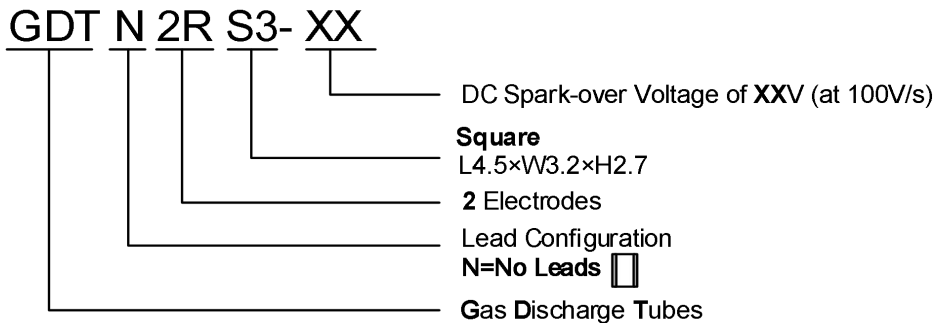 GDT N 2R S3- XX
DC Spark-over Voltage of XXV (at 100V/s)
Square
L4.5×W3.2×H2.7
2 Electrodes
Lead Configuration
N=No Leads
Gas Discharge Tubes